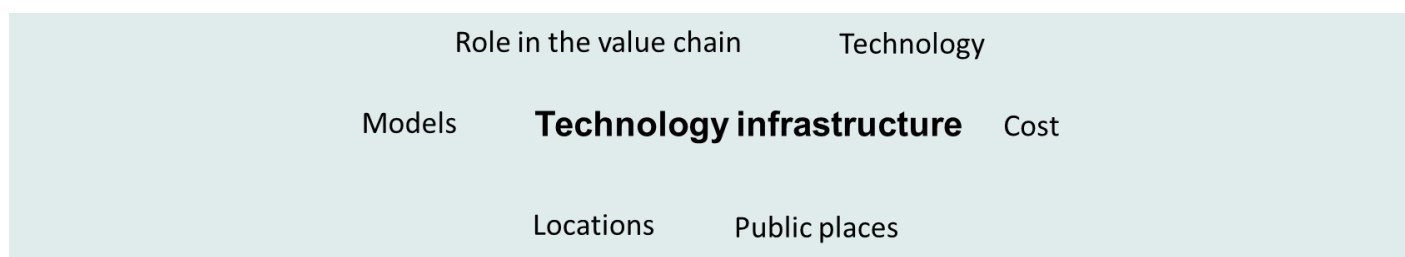 Role in the value chain
Technology
Models
Technology infrastructure
Cost
Locations
Public places